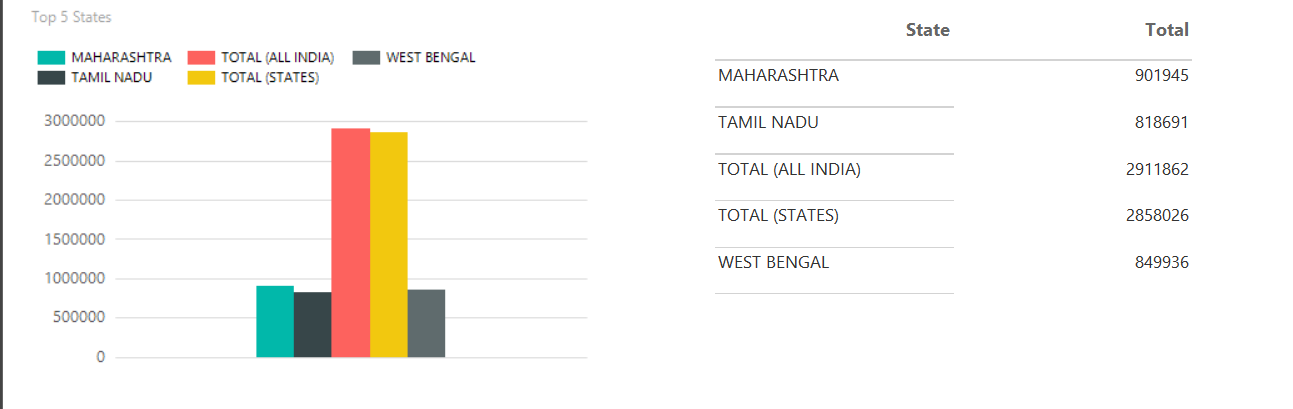 Top 5 States
MAHARASHTRA TOTAL (ALL INDIA) WEST BENGAL
TAMIL NADU TOTAL (STATES)
3000000
2500000
2000000
1500000
1000000
500000
0
State Total
MAHARASHTRA 901945
TAMIL NADU 818691
TOTAL (ALL INDIA) 2911862
TOTAL (STATES) 2858026
WEST BENGAL 849936